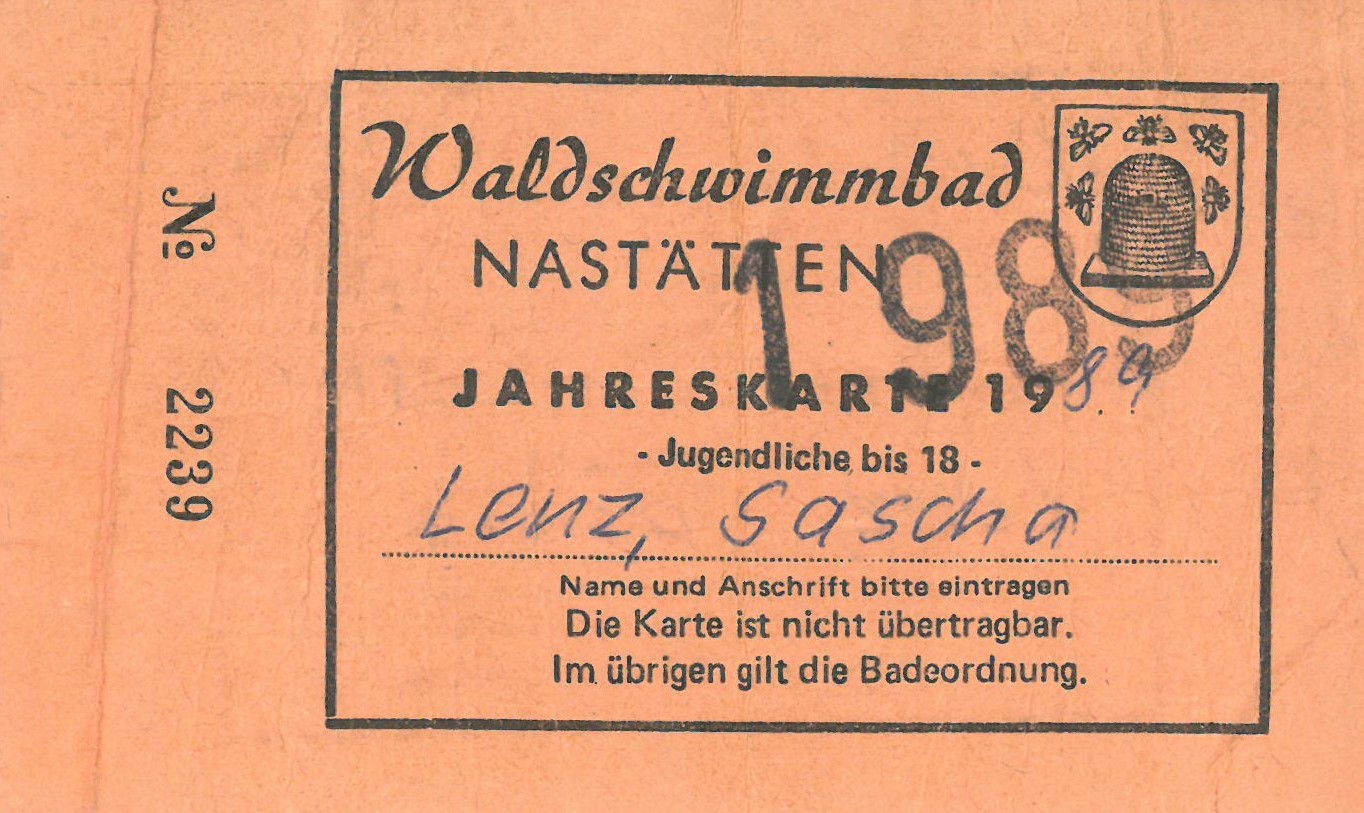 № 2239
Waldschwimmbad
NASTÄTTEN
1989
JAHRESKARTE 1989
- Jugendliche bis 18 -
Lenz, Sascha
Name und Anschrift bitte eintragen
Die Karte ist nicht übertragbar.
Im übrigen gilt die Badeordnung.